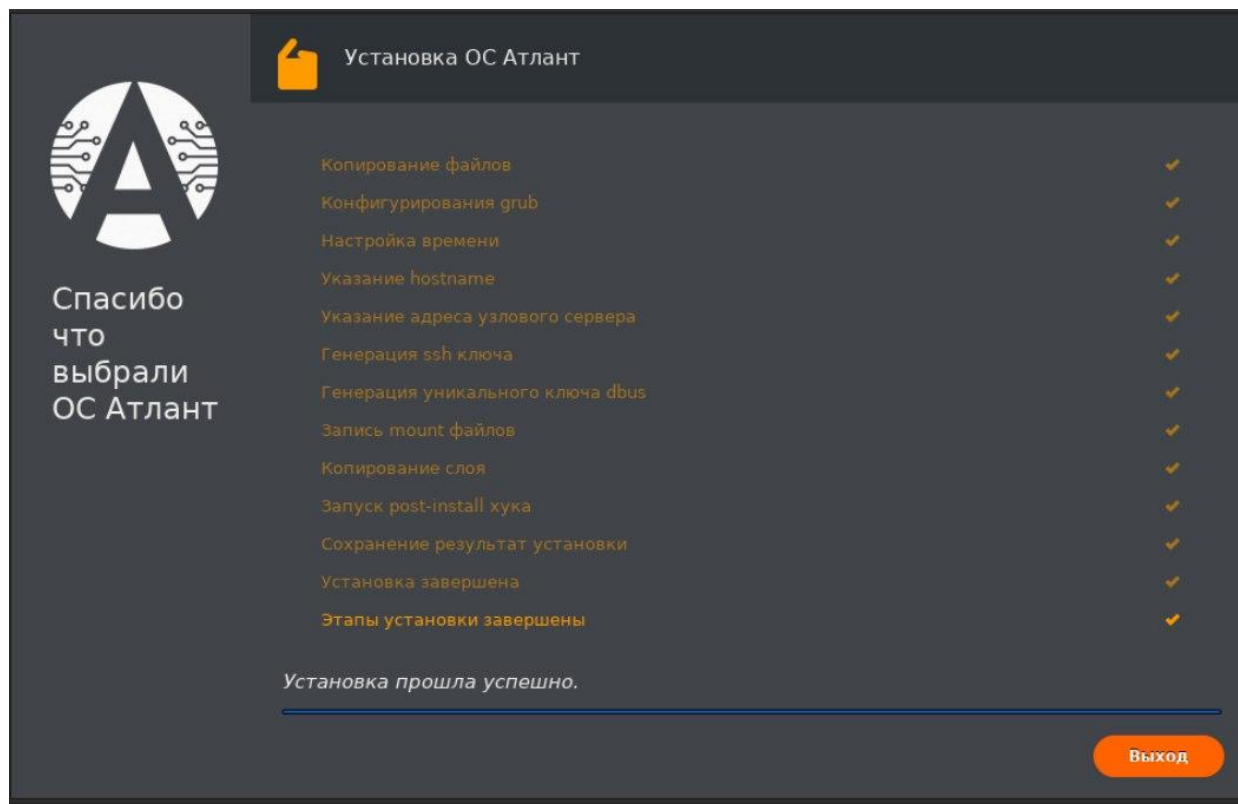 Установка ОС Атлант
Спасибо
что
выбрали
ОС Атлант
Копирование файлов
Конфигурирования grub
Настройка времени
Указание hostname
Указание адреса узлового сервера
Генерация ssh ключа
Генерация уникального ключа dbus
Запись mount файлов
Копирование слоя
Запуск post-install хука
Сохранение результат установки
Установка завершена
Этапы установки завершены
Установка прошла успешно.
Выход